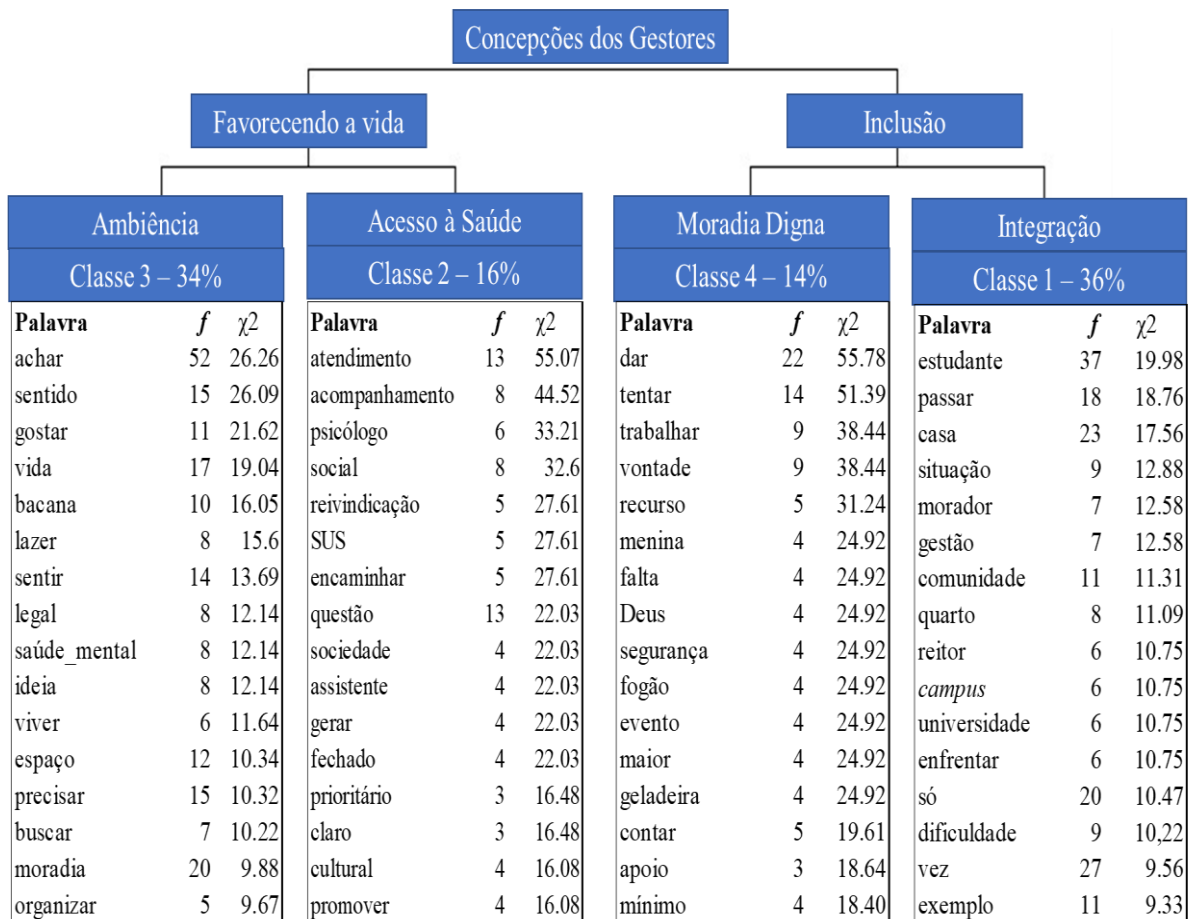 Concepções dos Gestores
Favorecendo a vida
Inclusão
Ambiência
Classe 3 – 34%
Palavra f χ2
achar 52 26.26
sentido 15 26.09
gostar 11 21.62
vida 17 19.04
bacana 10 16.05
lazer 8 15.6
sentir 14 13.69
legal 8 12.14
saúde_mental 8 12.14
ideia 8 12.14
viver 6 11.64
espaço 12 10.34
precisar 15 10.32
buscar 7 10.22
moradia 20 9.88
organizar 5 9.67
Acesso à Saúde
Classe 2 – 16%
Palavra f χ2
atendimento 13 55.07
acompanhamento 8 44.52
psicólogo 6 33.21
social 8 32.6
reivindicação 5 27.61
SUS 5 27.61
encaminhar 5 27.61
questão 13 22.03
sociedade 4 22.03
assistente 4 22.03
gerar 4 22.03
fechado 4 22.03
prioritário 3 16.48
claro 3 16.48
cultural 4 16.08
promover 4 16.08
Moradia Digna
Classe 4 – 14%
Palavra f χ2
dar 22 55.78
tentar 14 51.39
trabalhar 9 38.44
vontade 9 38.44
recurso 5 31.24
menina 4 24.92
falta 4 24.92
Deus 4 24.92
segurança 4 24.92
fogão 4 24.92
evento 4 24.92
maior 4 24.92
geladeira 4 24.92
contar 5 19.61
apoio 3 18.64
mínimo 4 18.40
Integração
Classe 1 – 36%
Palavra f χ2
estudante 37 19.98
passar 18 18.76
casa 23 17.56
situação 9 12.88
morador 7 12.58
gestão 7 12.58
comunidade 11 11.31
quarto 8 11.09
reitor 6 10.75
campus 6 10.75
universidade 6 10.75
enfrentar 6 10.75
só 20 10.47
dificuldade 9 10,22
vez 27 9.56
exemplo 11 9.33